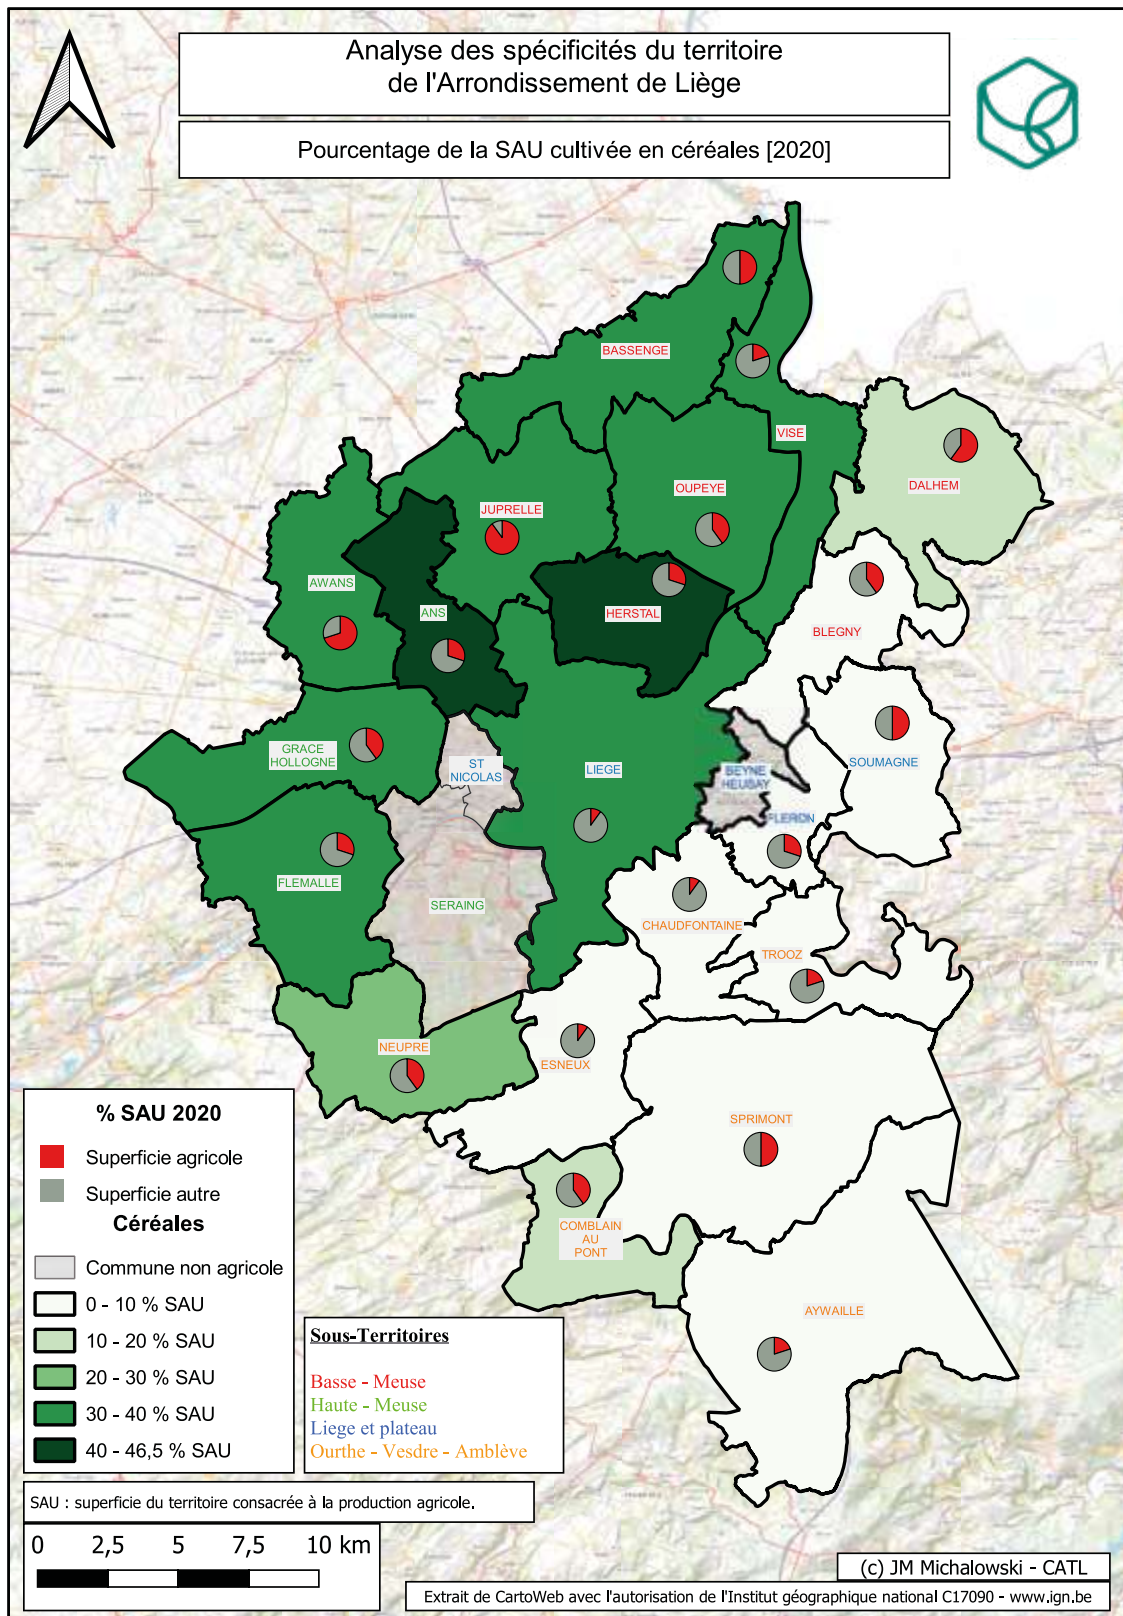 Analyse des spécificités du territoire
de l'Arrondissement de Liège
Pourcentage de la SAU cultivée en céréales [2020]
BASSENGE
VISE
DALHEM
OUPEYE
JUPRELLE
AWANS
ANS
HERSTAL
BLEGNY
GRACE
HOLLOGNE
ST
NICOLAS
LIEGE
BEYNE
HEUSAY
SOUMAGNE
FLERON
FLEMALLE
SERAING
CHAUDFONTAINE
TROOZ
NEUPRE
ESNEUX
SPRIMONT
COMBLAIN
AU
PONT
AYWAILLE
% SAU 2020
Superficie agricole
Superficie autre
Céréales
Commune non agricole
0 - 10 % SAU
10 - 20 % SAU
20 - 30 % SAU
30 - 40 % SAU
40 - 46,5 % SAU
Sous-Territoires
Basse - Meuse
Haute - Meuse
Liege et plateau
Ourthe - Vesdre - Amblève
SAU : superficie du territoire consacrée à la production agricole.
0 2,5 5 7,5 10 km
(c) JM Michalowski - CATL
Extrait de CartoWeb avec l'autorisation de l'Institut géographique national C17090 - www.ign.be